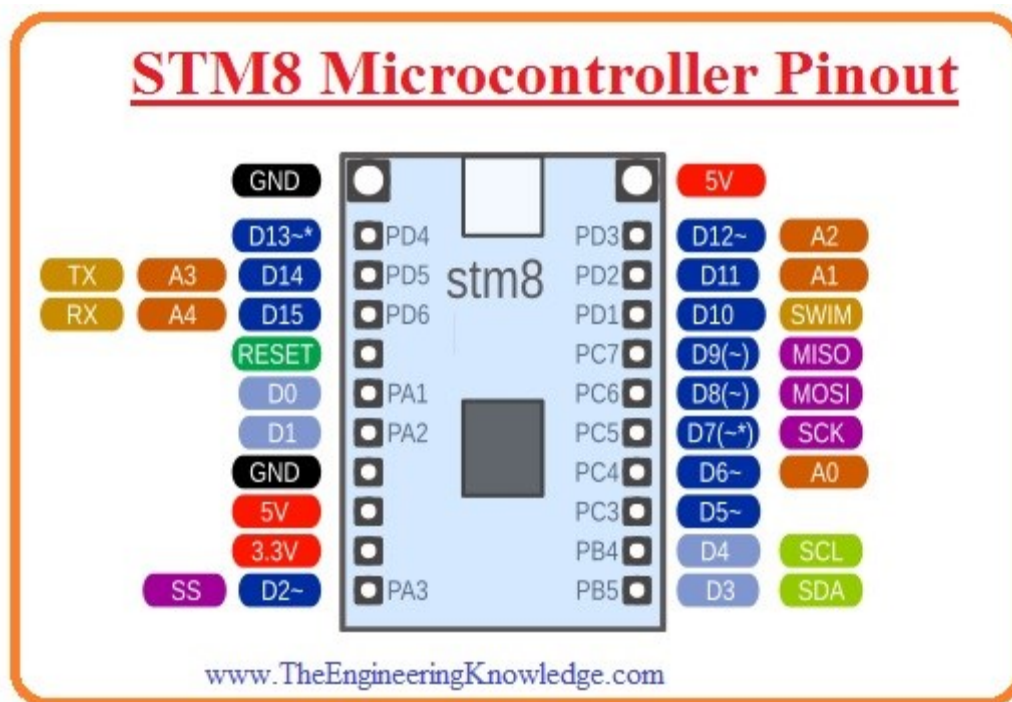 STM8 Microcontroller Pinout
GND 5V
D13~* PD4 PD3 D12~ A2
TX A3 D14 PD5 stm8 PD2 D11 A1
RX A4 D15 PD6 PD1 D10 SWIM
RESET PC7 D9(~) MISO
D0 PA1 PC6 D8(~) MOSI
D1 PA2 PC5 D7(~*) SCK
GND PC4 D6~ A0
5V PC3 D5~
3.3V PB4 D4 SCL
SS D2~ PA3 PB5 D3 SDA
www.TheEngineeringKnowledge.com